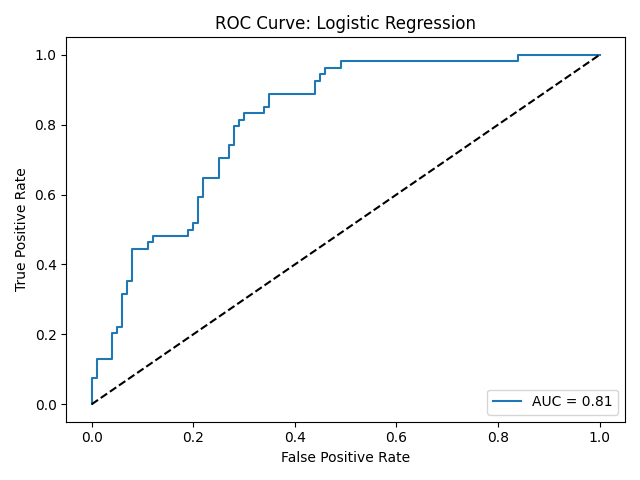 ROC Curve: Logistic Regression
1.0
0.8
0.6
0.4
0.2
0.0
True Positive Rate
AUC = 0.81
0.0 0.2 0.4 0.6 0.8 1.0
False Positive Rate